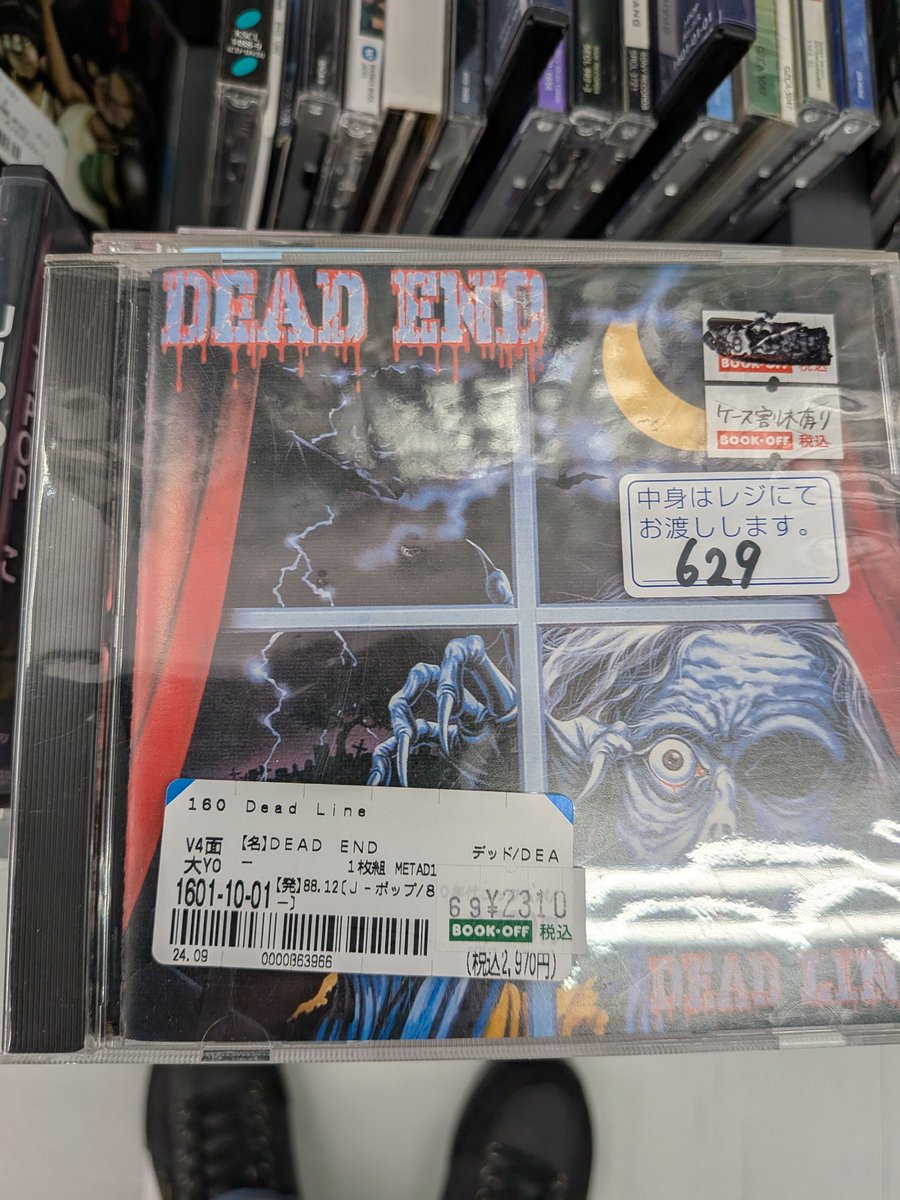 DEAD END
BOOK-OFF 税込
ケース割れ有り
BOOK-OFF 税込
中身はレジにて
お渡しします。
629
160 Dead Line
V4面
【名】DEAD END
デッド/DEA
大Y0
1枚組 METAD1
1601-10-01
【発】88.12[J-ポップ/8
69 ¥2310
BOOK・OFF 税込
24.09
0000863966
(税込2,970円)
DEAD LIN